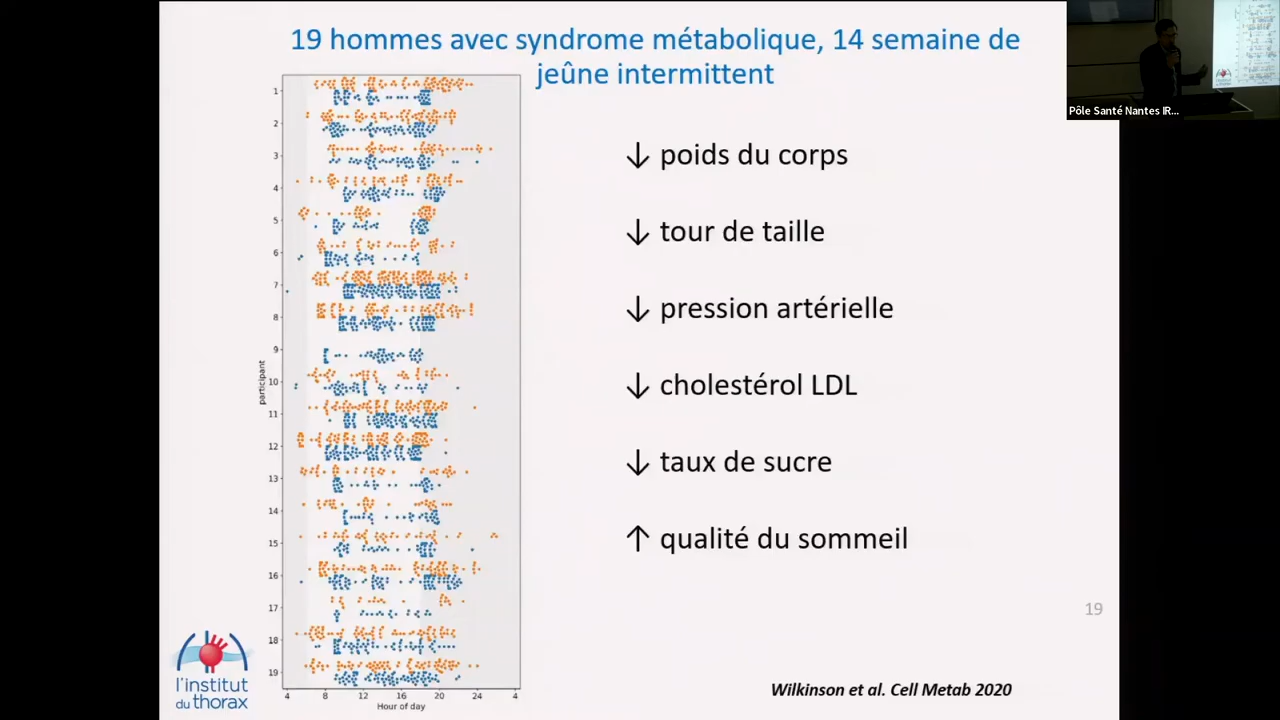 19 hommes avec syndrome métabolique, 14 semaine de
jeûne intermittent
↓ poids du corps
↓ tour de taille
↓ pression artérielle
↓ cholestérol LDL
↓ taux de sucre
↑ qualité du sommeil
participant
1
2
3
4
5
6
7
8
9
10
11
12
13
14
15
16
17
18
19
4 8 12 16 20 24 4
Hour of day
l'institut
du thorax
19
Wilkinson et al. Cell Metab 2020
Pôle Santé Nantes IR...